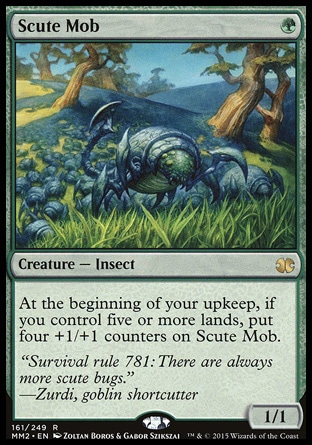 Scute Mob
Creature — Insect
At the beginning of your upkeep, if
you control five or more lands, put
four +1/+1 counters on Scute Mob.
“Survival rule 781: There are always
more scute bugs.”
—Zurdi, goblin shortcutter
1/1
161/249 R
MM2 • EN ZOLTAN BOROS & GABOR SZIKSZAI
™ & © 2015 Wizards of the Coast